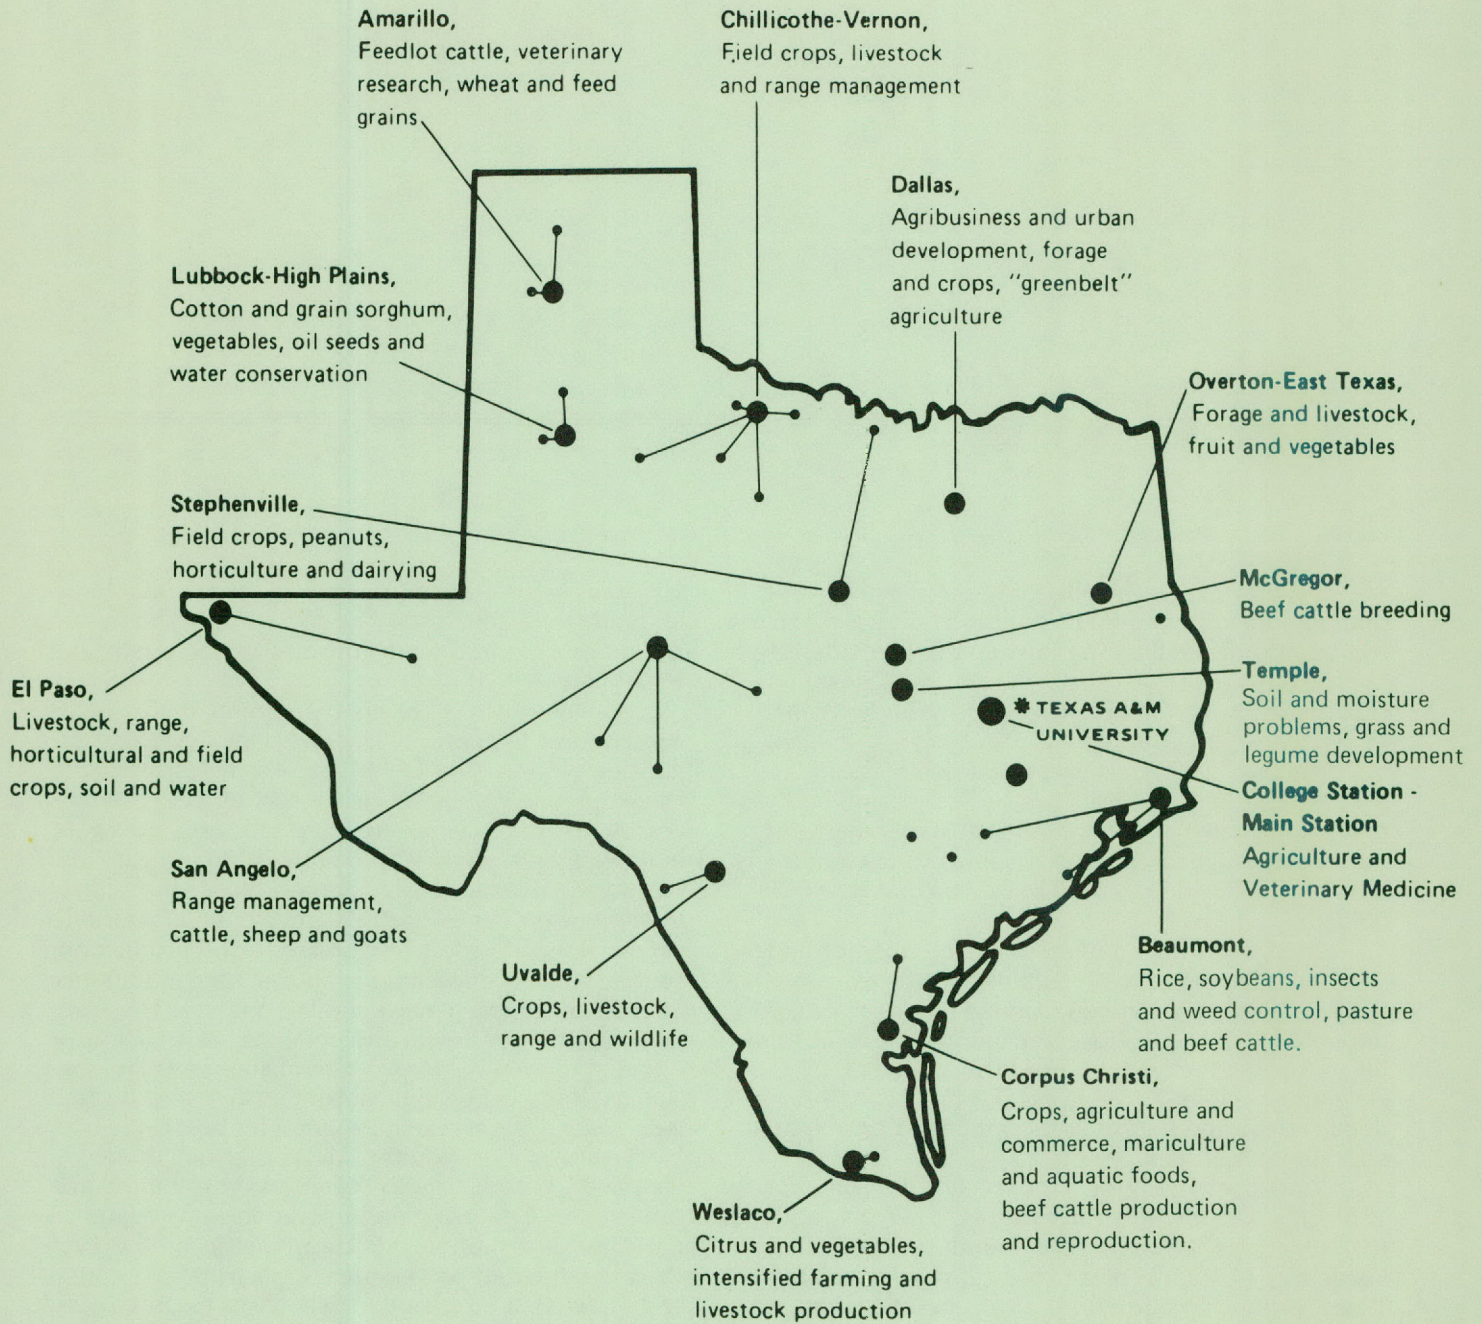 Amarillo,
Feedlot cattle, veterinary
research, wheat and feed
grains
Chillicothe-Vernon,
Field crops, livestock
and range management
Dallas,
Agribusiness and urban
development, forage
and crops, "greenbelt"
agriculture
Lubbock-High Plains,
Cotton and grain sorghum,
vegetables, oil seeds and
water conservation
Overton-East Texas,
Forage and livestock,
fruit and vegetables
Stephenville,
Field crops, peanuts,
horticulture and dairying
McGregor,
Beef cattle breeding
El Paso,
Livestock, range,
horticultural and field
crops, soil and water
Temple,
Soil and moisture
problems, grass and
legume development
* TEXAS A&M
UNIVERSITY
College Station -
Main Station
Agriculture and
Veterinary Medicine
San Angelo,
Range management,
cattle, sheep and goats
Uvalde,
Crops, livestock,
range and wildlife
Beaumont,
Rice, soybeans, insects
and weed control, pasture
and beef cattle.
Corpus Christi,
Crops, agriculture and
commerce, mariculture
and aquatic foods,
beef cattle production
and reproduction.
Weslaco,
Citrus and vegetables,
intensified farming and
livestock production